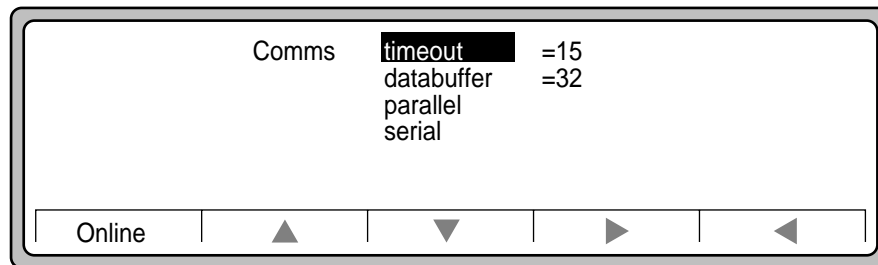 Comms timeout =15
databuffer =32
parallel
serial
Online